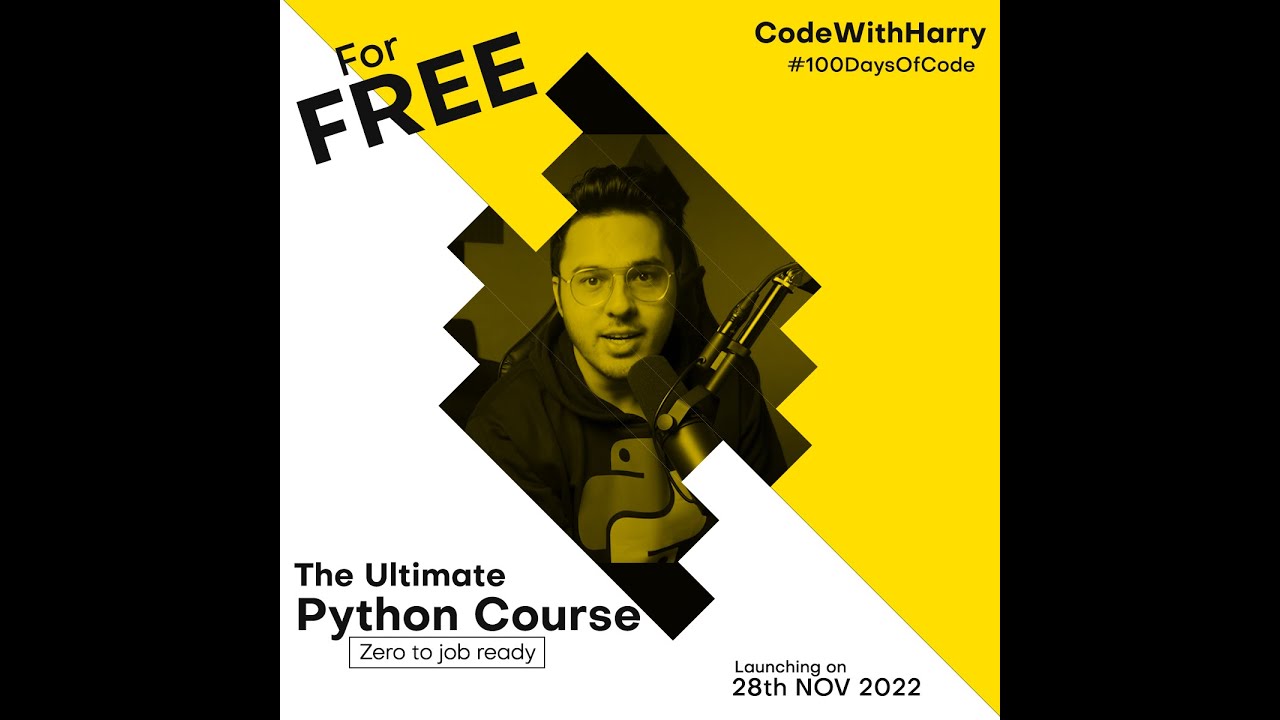 For
FREE
CodeWithHarry
#100DaysOfCode
The Ultimate
Python Course
Zero to job ready
Launching on
28th NOV 2022